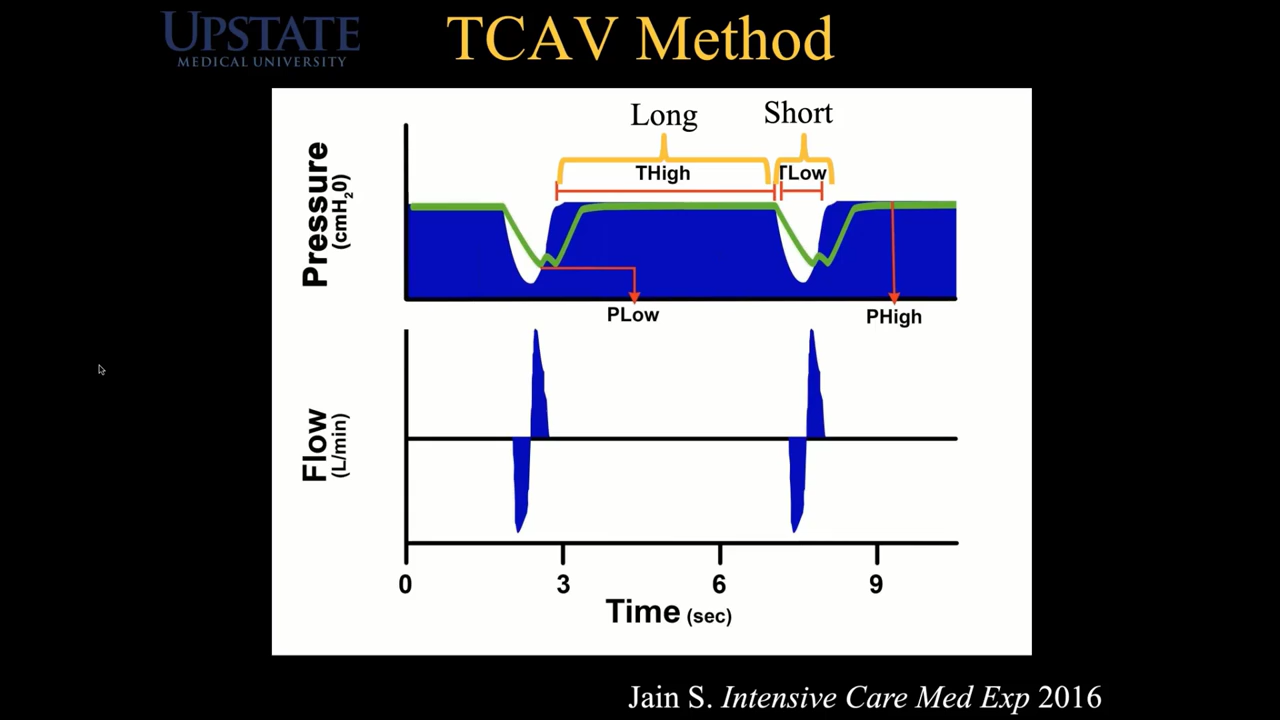 UPSTATE
MEDICAL UNIVERSITY
TCAV Method
Long
Short
THigh
TLow
Pressure
(cmH20)
PLow
PHigh
Flow
(L/min)
0 3 6 9
Time (sec)
Jain S. Intensive Care Med Exp 2016